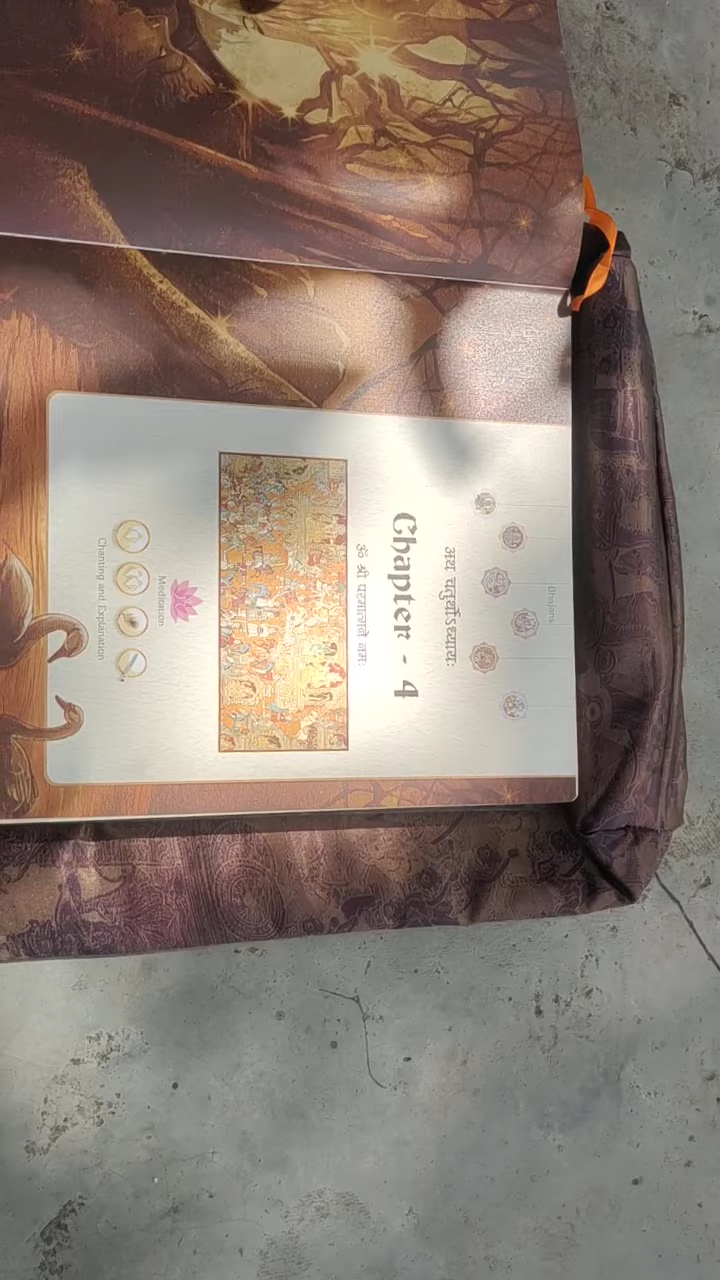 Bhajans
अथ चतुर्थोऽध्यायः
Chapter - 4
ॐ श्री परमात्मने नमः
Meditation
Chanting and Explanation